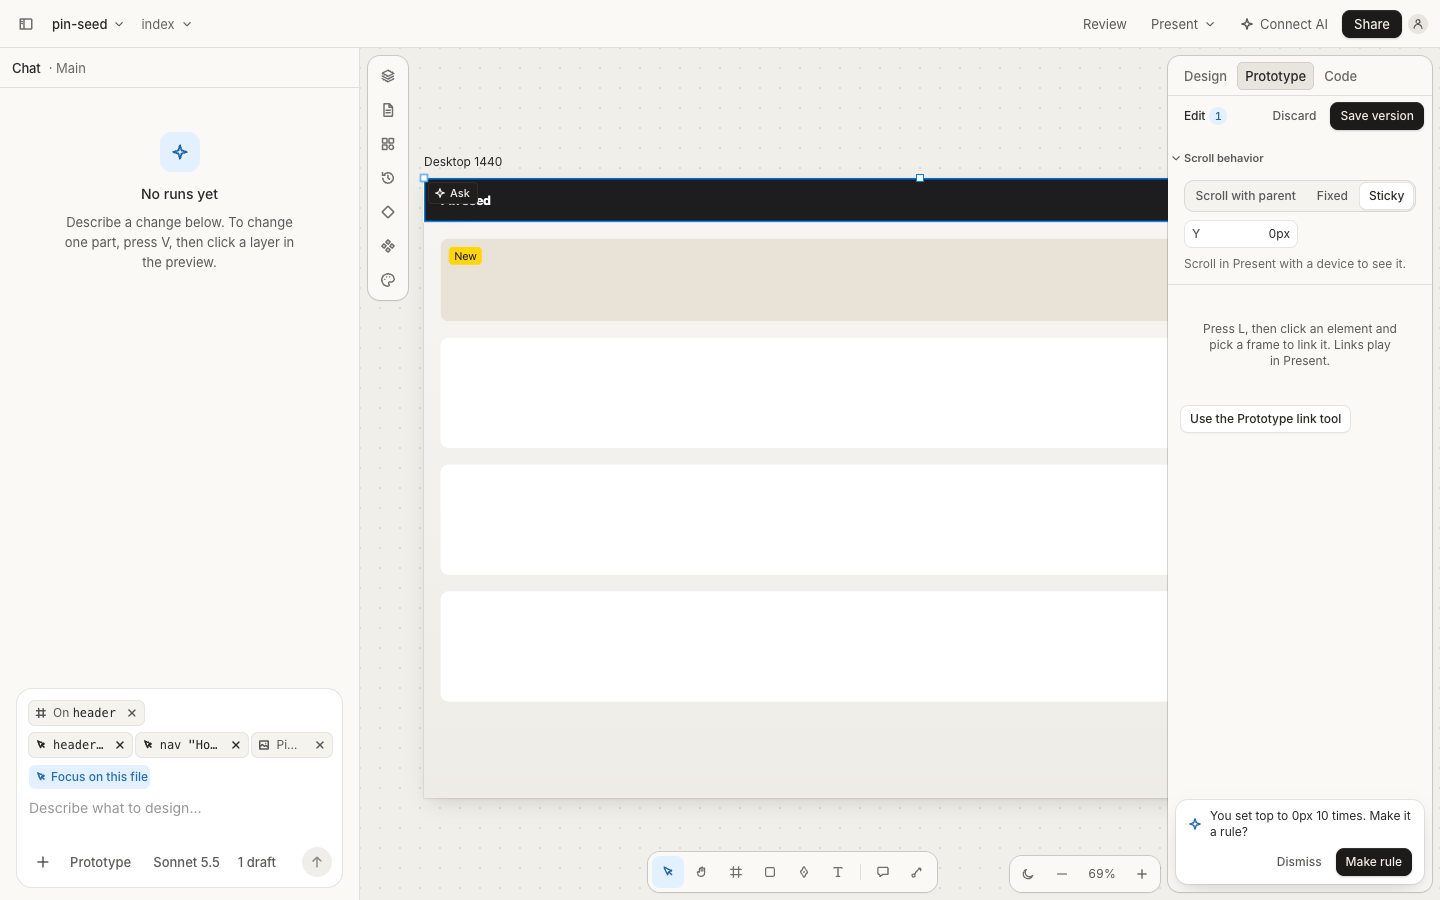 pin-seed
index
Review
Present
Connect AI
Share
Chat · Main
No runs yet
Describe a change below. To change
one part, press V, then click a layer in
the preview.
On header
header…
nav "Ho…
Pi…
Focus on this file
Describe what to design…
Prototype
Sonnet 5.5
1 draft
Desktop 1440
Ask
New
69%
Design
Prototype
Code
Edit 1
Discard
Save version
Scroll behavior
Scroll with parent
Fixed
Sticky
Y 0px
Scroll in Present with a device to see it.
Press L, then click an element and
pick a frame to link it. Links play
in Present.
Use the Prototype link tool
You set top to 0px 10 times. Make it
a rule?
Dismiss
Make rule